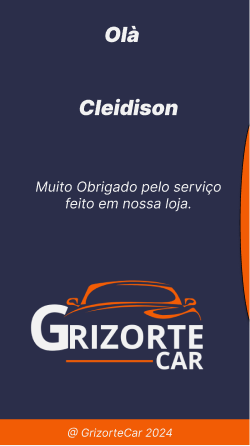 Olà
Cleidison
Muito Obrigado pelo serviço
feito em nossa loja.
GRIZORTE
CAR
@ GrizorteCar 2024